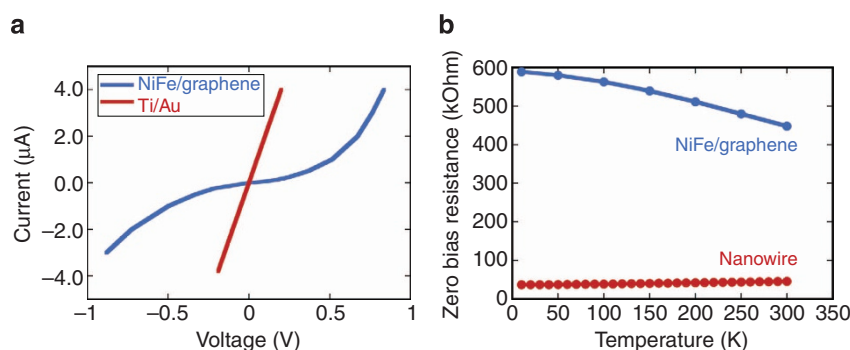 a
NiFe/graphene
Ti/Au
4.0
2.0
0.0
−2.0
−4.0
Current (μA)
−1
−0.5
0
0.5
1
Voltage (V)
b
600
500
400
300
200
100
0
Zero bias resistance (kOhm)
NiFe/graphene
Nanowire
0
50
100
150
200
250
300
350
Temperature (K)